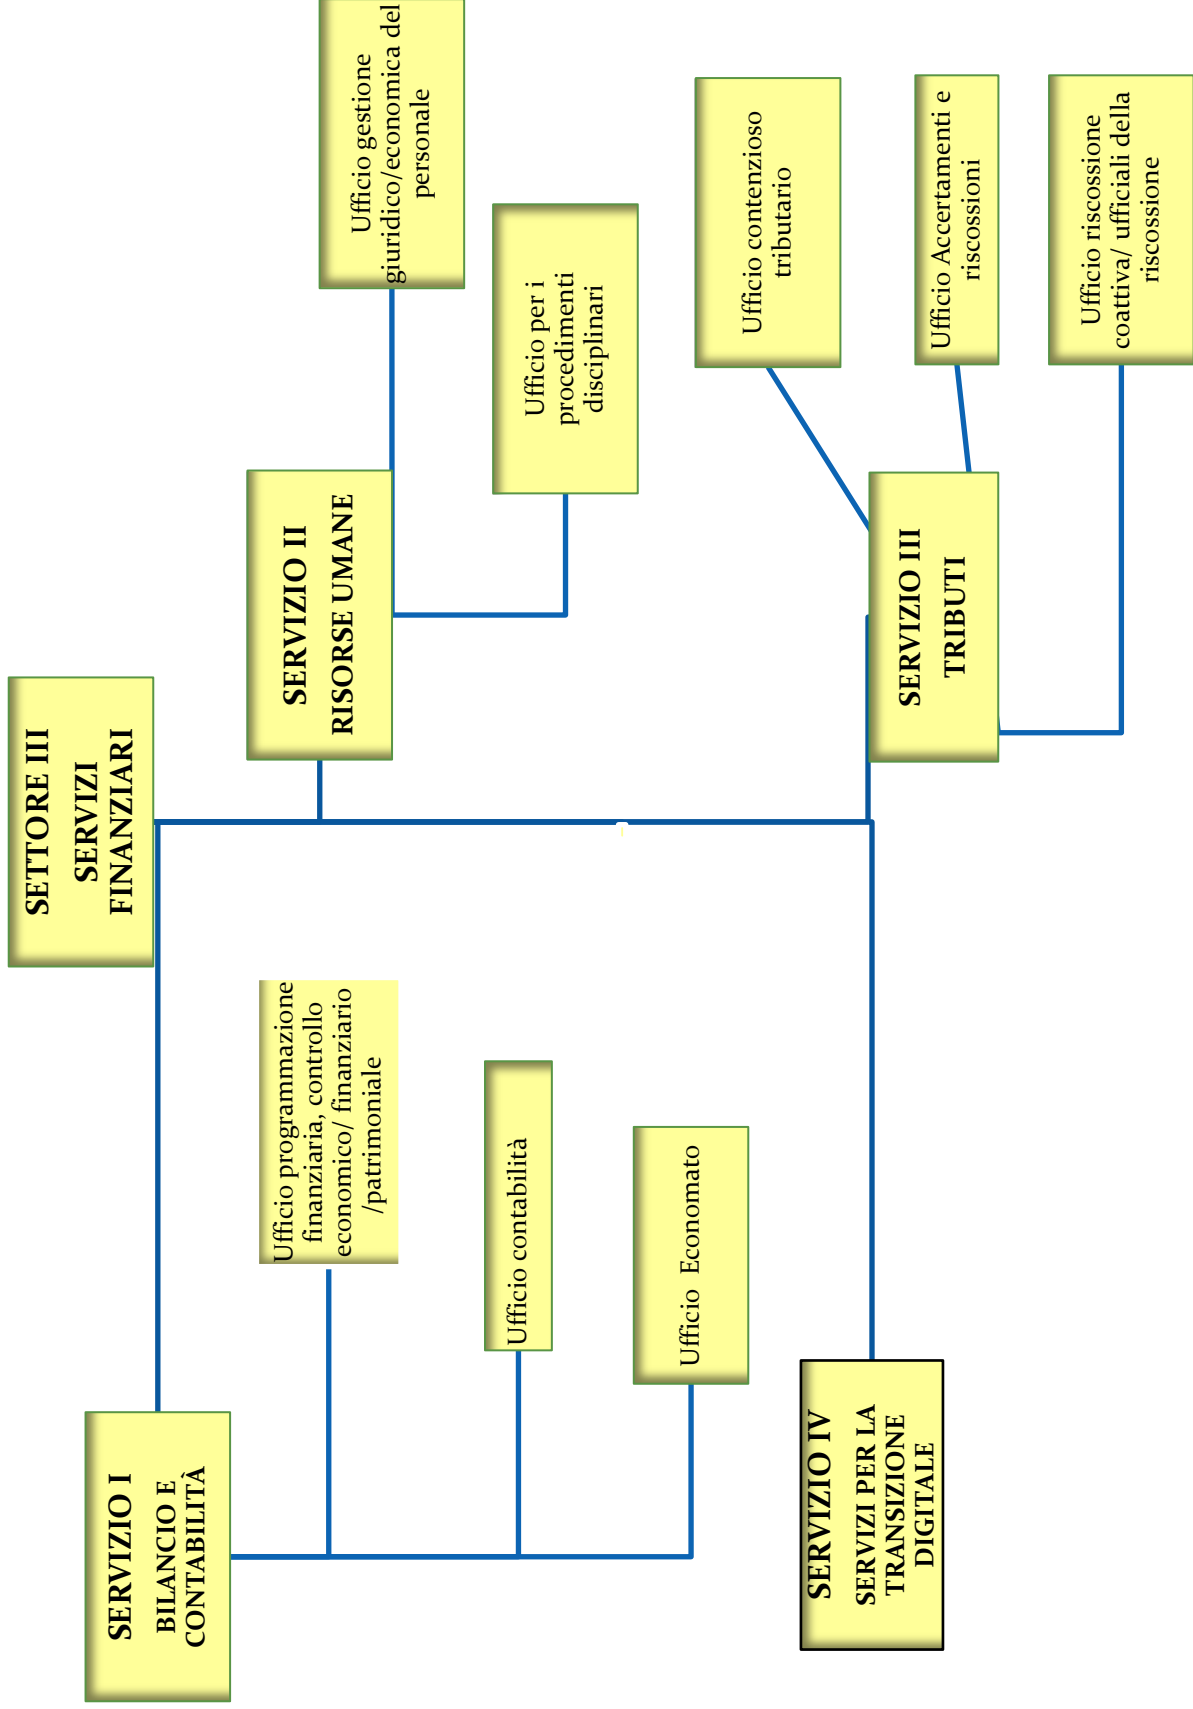 SETTORE III
SERVIZI
FINANZIARI
SERVIZIO I
BILANCIO E
CONTABILITÀ
Ufficio programmazione
finanziaria, controllo
economico/ finanziario
/patrimoniale
Ufficio contabilità
Ufficio Economato
SERVIZIO II
RISORSE UMANE
Ufficio gestione
giuridico/economica del
personale
Ufficio per i
procedimenti
disciplinari
SERVIZIO III
TRIBUTI
Ufficio contenzioso
tributario
Ufficio Accertamenti e
riscossioni
Ufficio riscossione
coattiva/ ufficiali della
riscossione
SERVIZIO IV
SERVIZI PER LA
TRANSIZIONE
DIGITALE